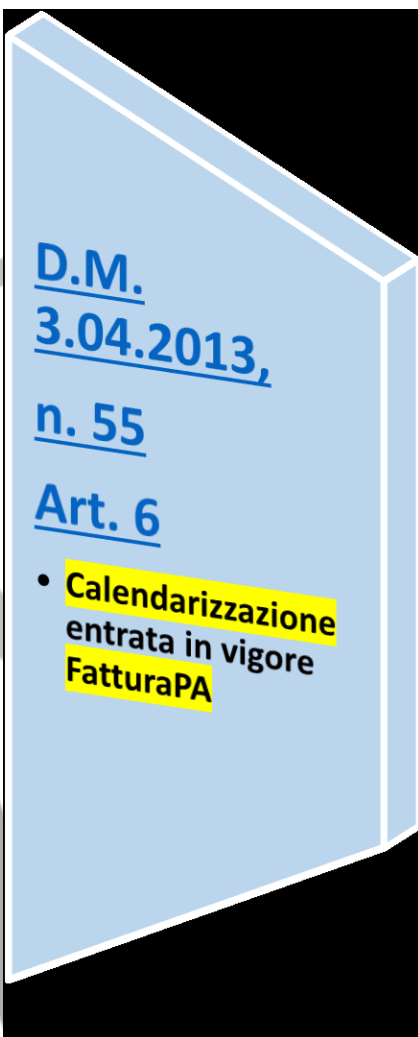 D.M.
3.04.2013,
n. 55
Art. 6
• Calendarizzazione
entrata in vigore
FatturaPA